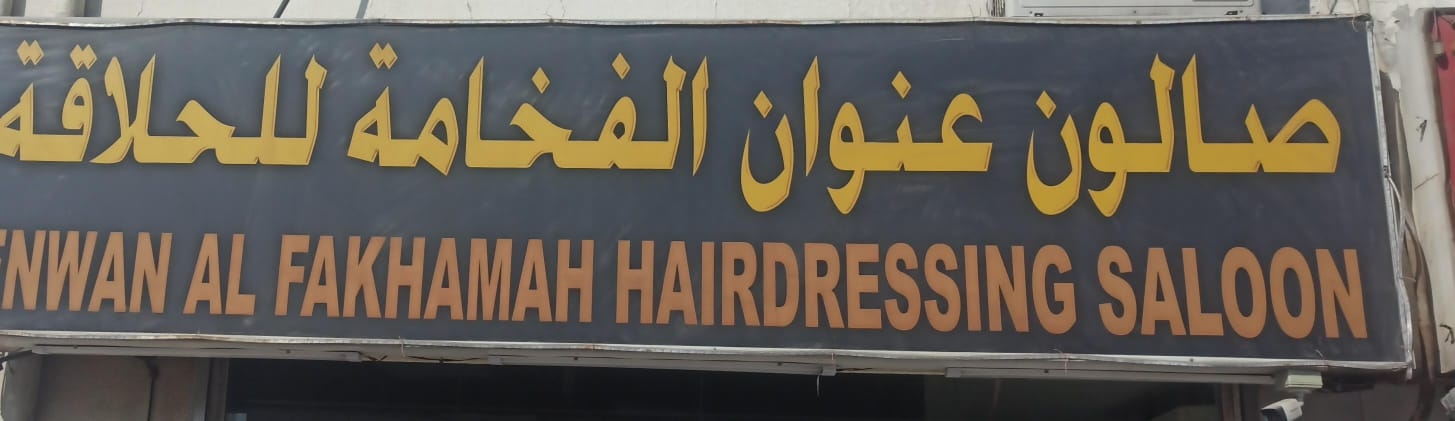 صالون عنوان الفخامة للحلاقة
ENWAN AL FAKHAMAH HAIRDRESSING SALOON